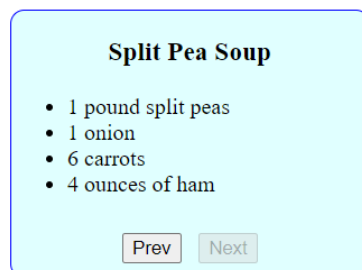 Split Pea Soup
1 pound split peas
1 onion
6 carrots
4 ounces of ham
Prev Next